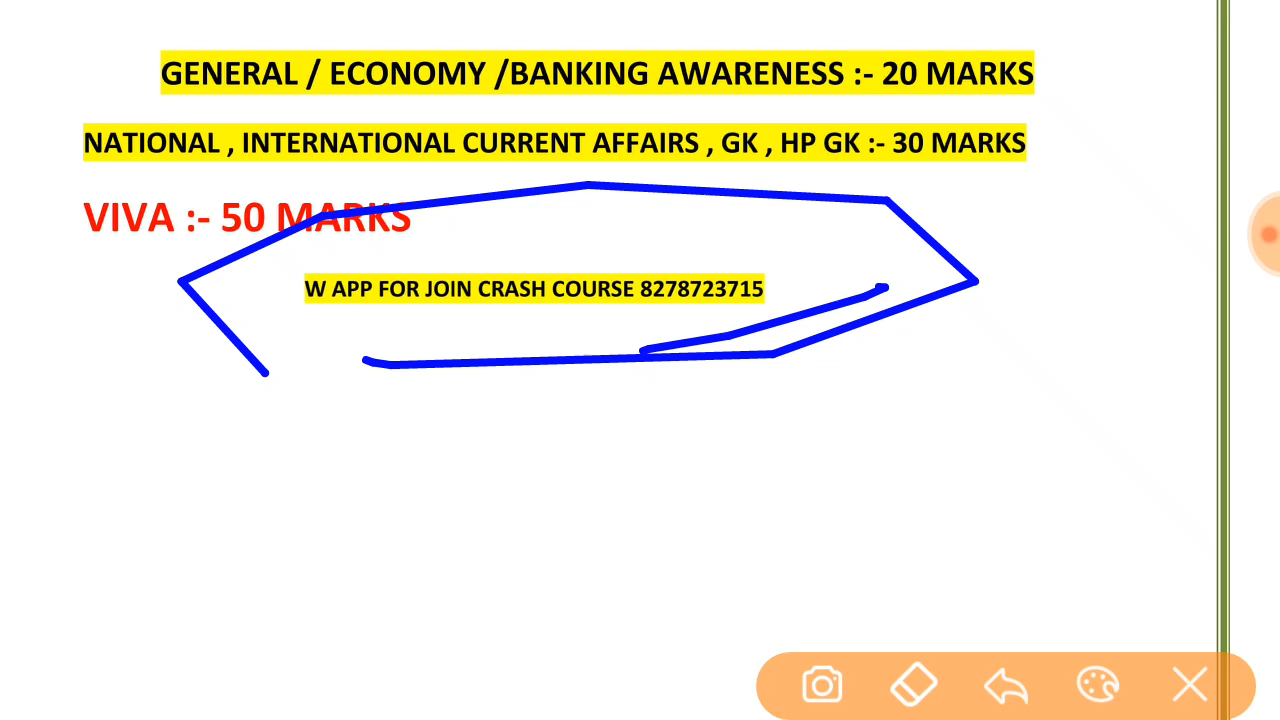 GENERAL / ECONOMY /BANKING AWARENESS :- 20 MARKS
NATIONAL , INTERNATIONAL CURRENT AFFAIRS , GK , HP GK :- 30 MARKS
VIVA :- 50 MARKS
W APP FOR JOIN CRASH COURSE 8278723715